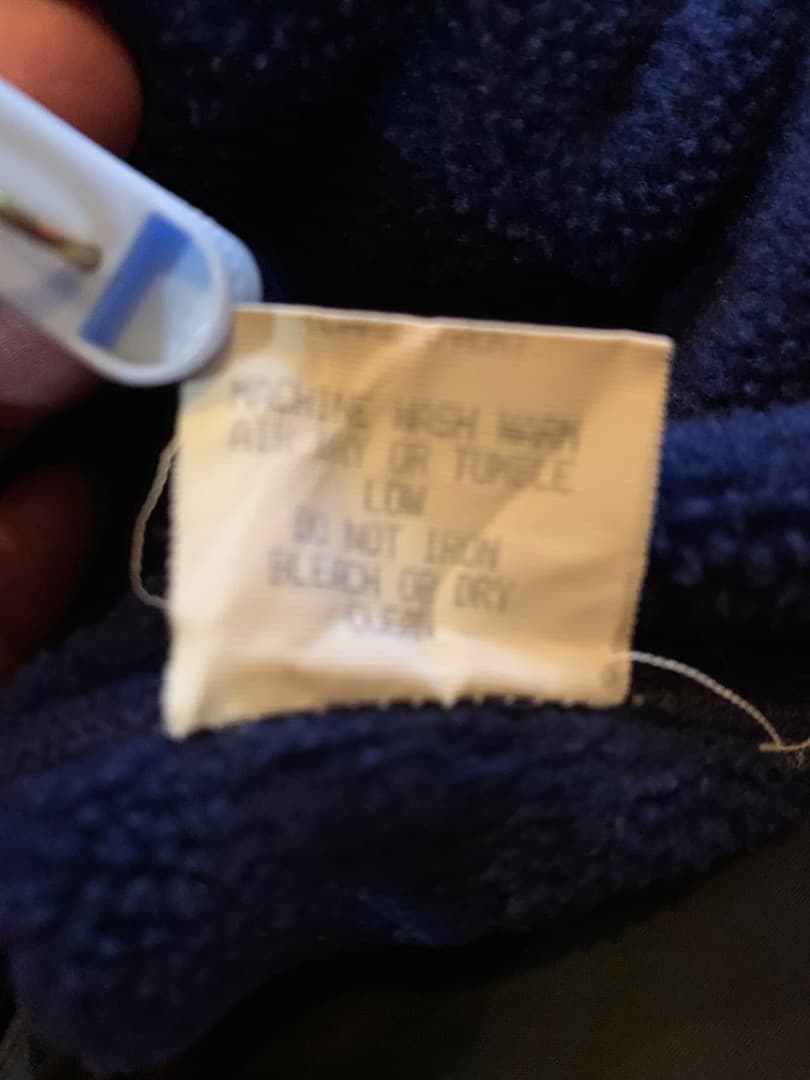 MACHINE WASH WARM
AIR DRY OR TUMBLE
LOW
DO NOT IRON
BLEACH OR DRY
CLEAN